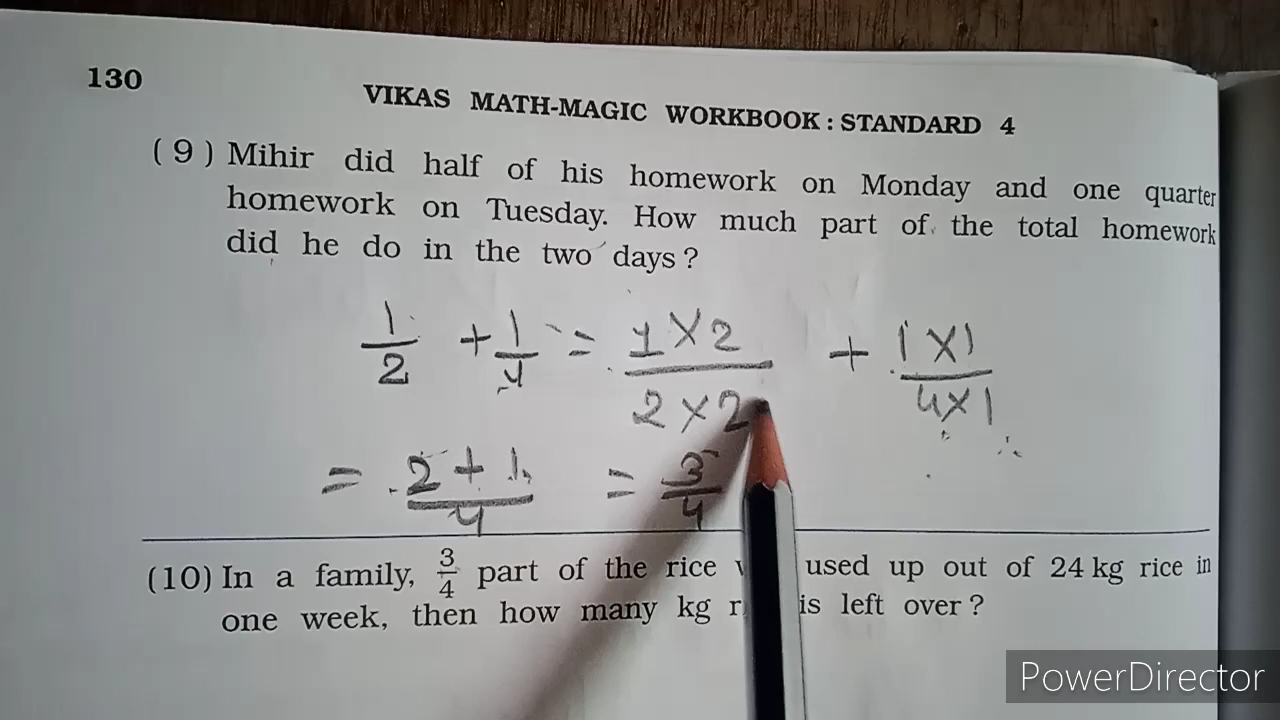 130
VIKAS MATH-MAGIC WORKBOOK : STANDARD 4
(9) Mihir did half of his homework on Monday and one quarter
homework on Tuesday. How much part of the total homework
did he do in the two days ?
1/2 + 1/4 = 1×2/2×2 + 1×1/4×1
= 2+1/4 = 3/4
(10) In a family, 3/4 part of the rice used up out of 24 kg rice in
one week, then how many kg is left over ?
PowerDirector